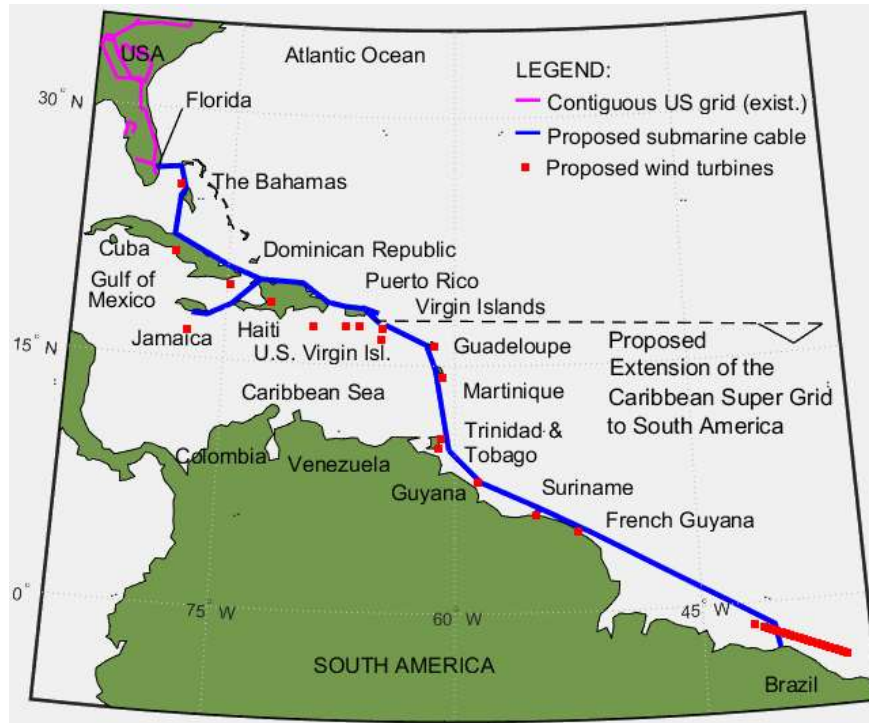 USA
Atlantic Ocean
LEGEND:
Contiguous US grid (exist.)
Proposed submarine cable
Proposed wind turbines
30° N
Florida
The Bahamas
Cuba
Dominican Republic
Gulf of
Mexico
Puerto Rico
Virgin Islands
Jamaica
Haiti
U.S. Virgin Isl.
15° N
Guadeloupe
Proposed
Extension of the
Caribbean Super Grid
to South America
Caribbean Sea
Martinique
Trinidad &
Tobago
Colombia
Venezuela
Guyana
Suriname
French Guyana
0°
75° W
60° W
45° W
SOUTH AMERICA
Brazil